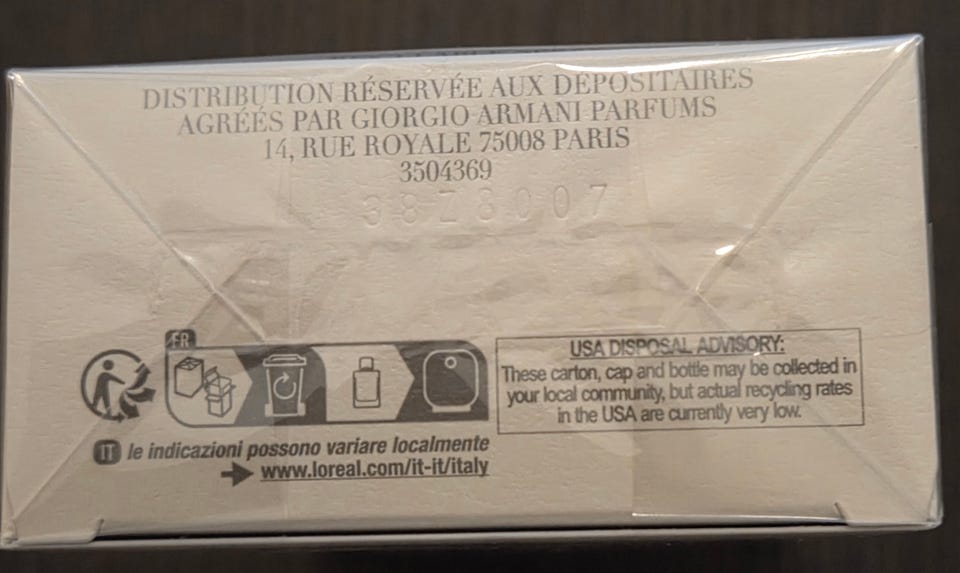 DISTRIBUTION RÉSERVÉE AUX DÉPOSITAIRES
AGRÉÉS PAR GIORGIO ARMANI PARFUMS
14, RUE ROYALE 75008 PARIS
3504369
38Z3007
FR
USA DISPOSAL ADVISORY:
These carton, cap and bottle may be collected in
your local community, but actual recycling rates
in the USA are currently very low.
IT le indicazioni possono variare localmente
www.loreal.com/it-it/italy